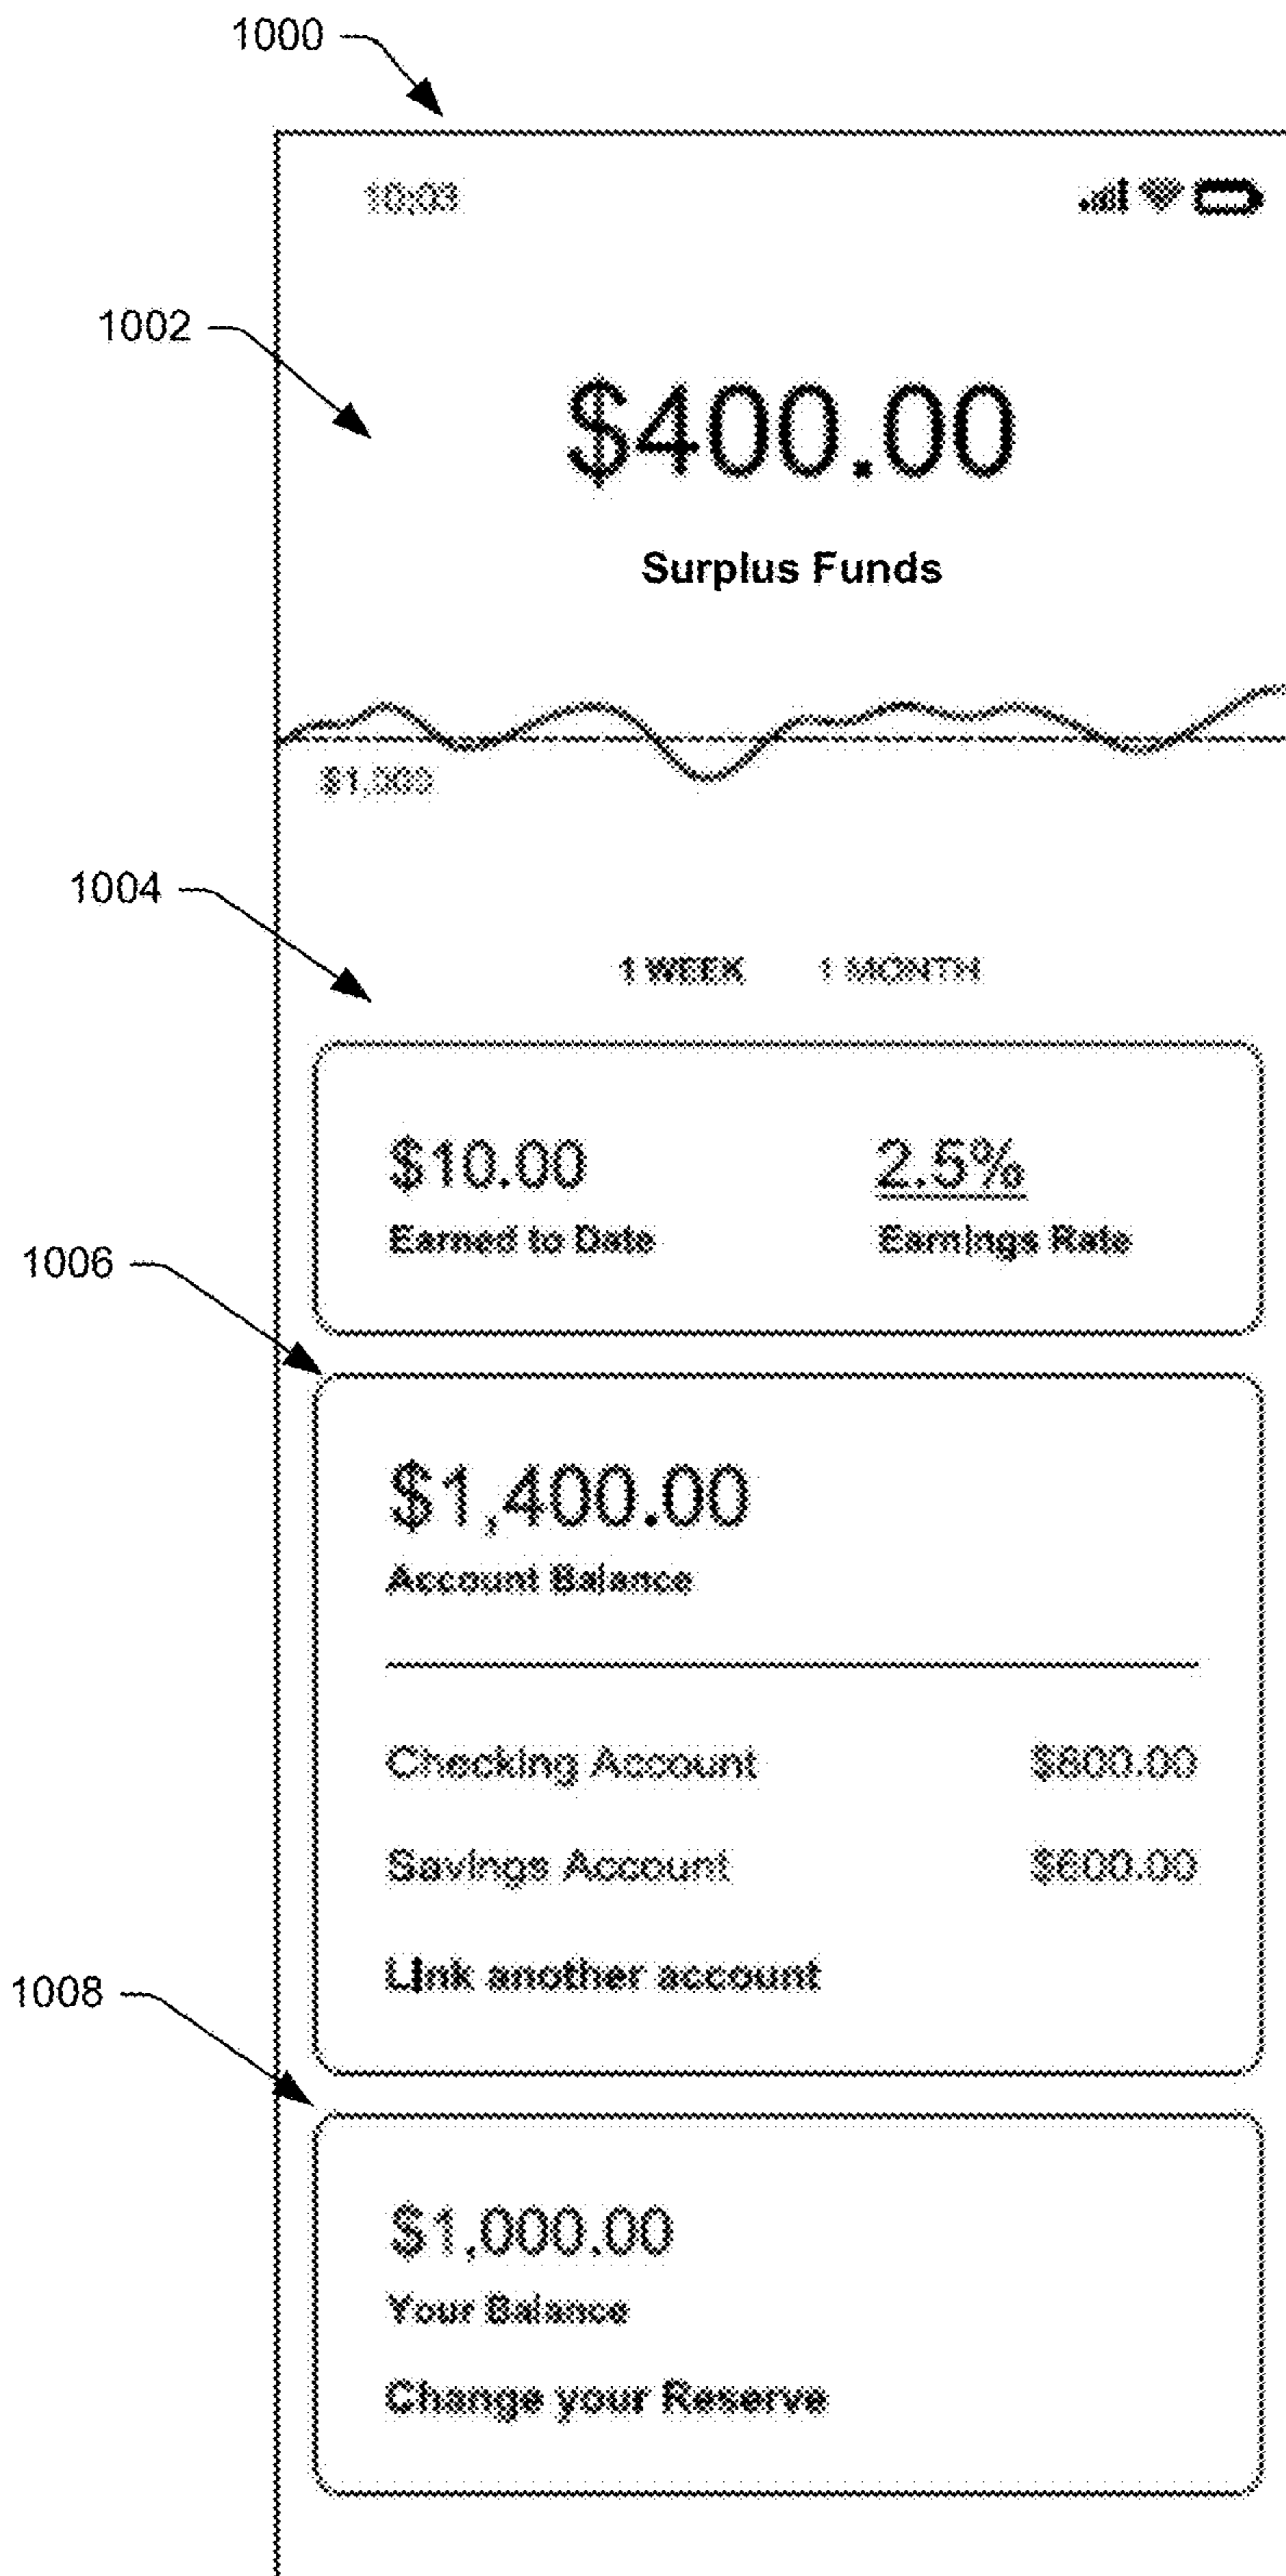 1000
10:03
1002
$400.00
Surplus Funds
$1,000
1004
1 WEEK 1 MONTH
$10.00 2.5%
Earned to Date Earnings Rate
1006
$1,400.00
Account Balance
Checking Account $800.00
Savings Account $600.00
Link another account
1008
$1,000.00
Your Balance
Change your Reserve